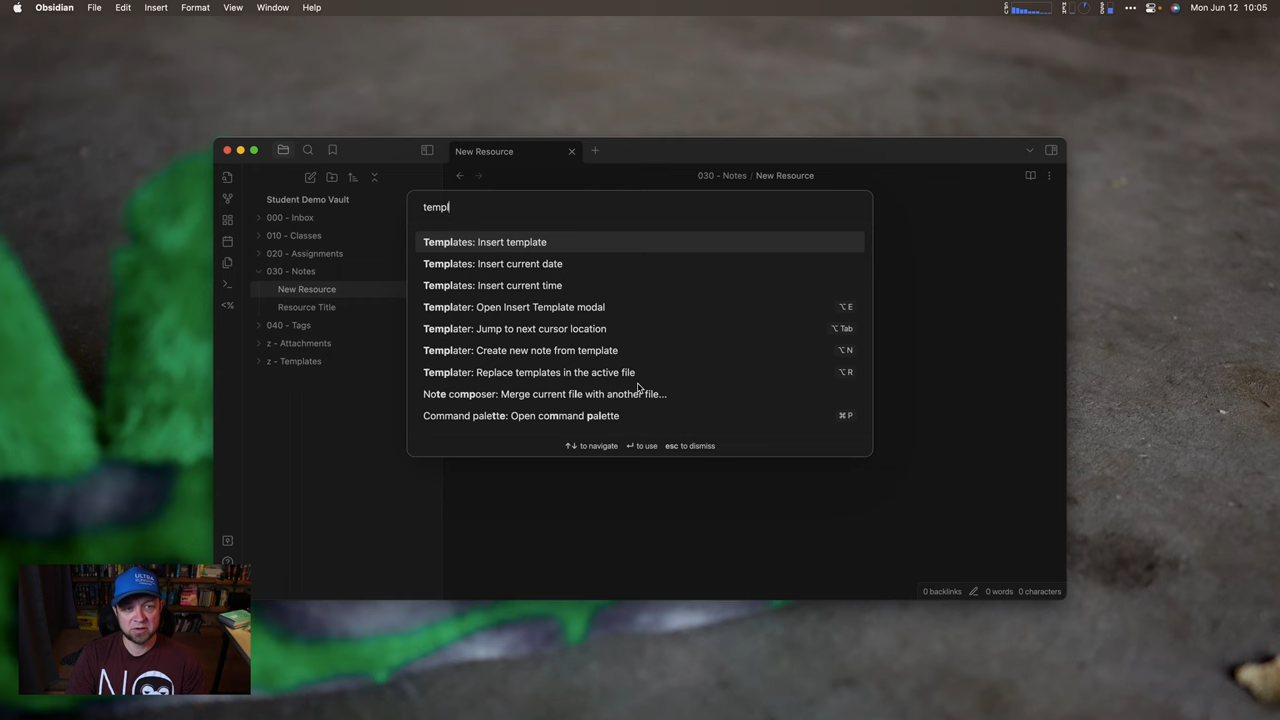 Obsidian File Edit Insert Format View Window Help
Mon Jun 12 10:05
New Resource
030 - Notes / New Resource
Student Demo Vault
000 - Inbox
010 - Classes
020 - Assignments
030 - Notes
New Resource
Resource Title
040 - Tags
z - Attachments
z - Templates
templ
Templates: Insert template
Templates: Insert current date
Templates: Insert current time
Templater: Open Insert Template modal ⌥ E
Templater: Jump to next cursor location ⌥ Tab
Templater: Create new note from template ⌥ N
Templater: Replace templates in the active file ⌥ R
Note composer: Merge current file with another file...
Command palette: Open command palette ⌘ P
↑↓ to navigate ↵ to use esc to dismiss
0 backlinks 0 words 0 characters
ULTRA
NO